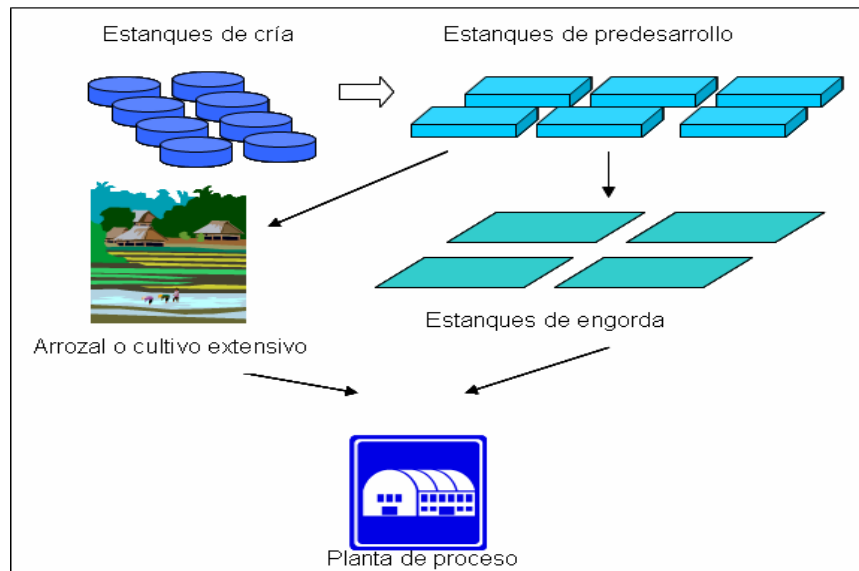 Estanques de cría
Estanques de predesarrollo
Arrozal o cultivo extensivo
Estanques de engorda
Planta de proceso